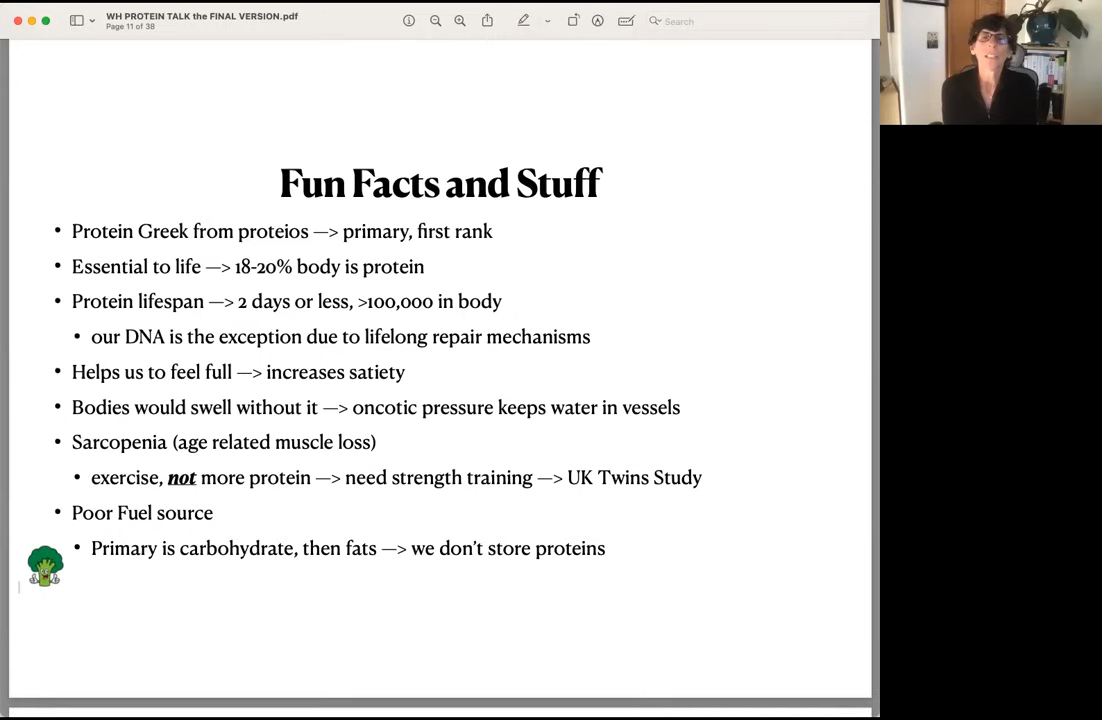 WH PROTEIN TALK the FINAL VERSION.pdf
Page 11 of 38
Search
Fun Facts and Stuff
• Protein Greek from proteios —> primary, first rank
• Essential to life —> 18-20% body is protein
• Protein lifespan —> 2 days or less, >100,000 in body
• our DNA is the exception due to lifelong repair mechanisms
• Helps us to feel full —> increases satiety
• Bodies would swell without it —> oncotic pressure keeps water in vessels
• Sarcopenia (age related muscle loss)
• exercise, not more protein —> need strength training —> UK Twins Study
• Poor Fuel source
• Primary is carbohydrate, then fats —> we don’t store proteins